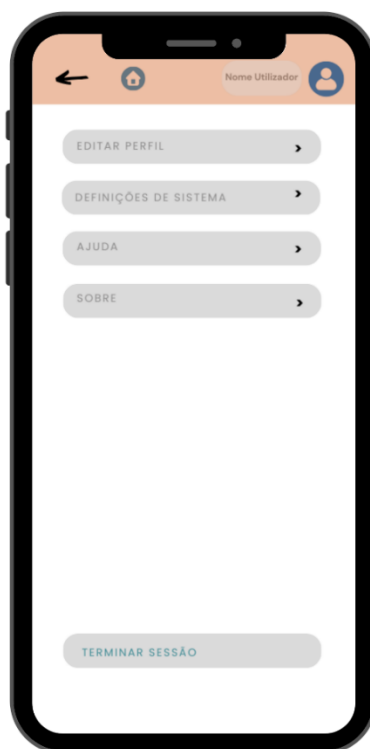 Nome Utilizador
EDITAR PERFIL
DEFINIÇÕES DE SISTEMA
AJUDA
SOBRE
TERMINAR SESSÃO